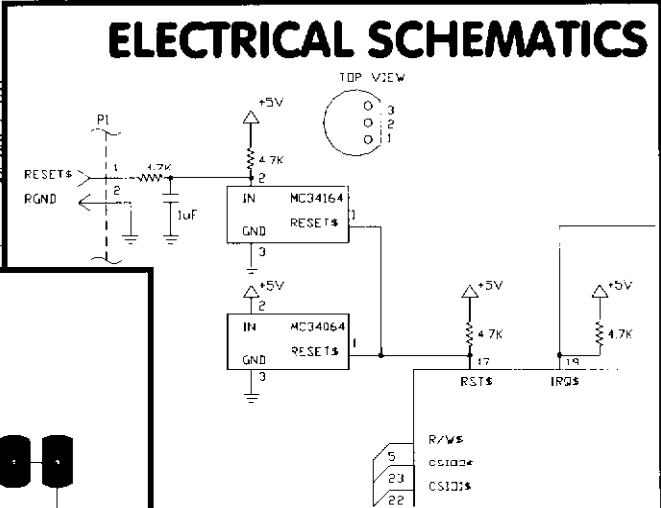 ELECTRICAL SCHEMATICS
TOP VIEW
3
2
1
P1
+5V
4.7K
RESET$
1
4.7K
2
RGND
2
1uF
IN
MC34164
RESET$
1
GND
3
+5V
2
IN
MC34064
RESET$
1
GND
3
+5V
4.7K
17
RST$
+5V
4.7K
19
IRQ$
R/W$
5
23
CSIO1$
22